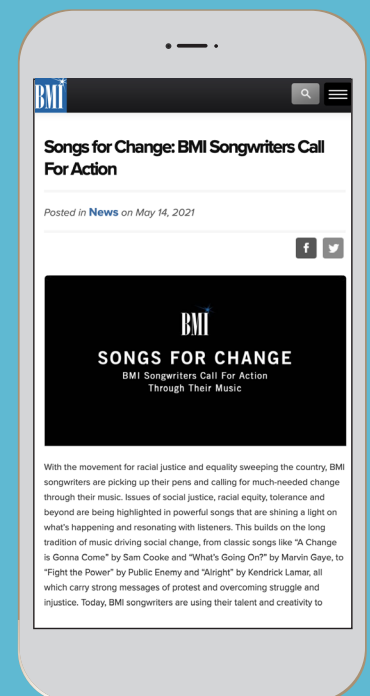 BMI
Songs for Change: BMI Songwriters Call
For Action
Posted in News on May 14, 2021
f
BMI
SONGS FOR CHANGE
BMI Songwriters Call For Action
Through Their Music
With the movement for racial justice and equality sweeping the country, BMI
songwriters are picking up their pens and calling for much-needed change
through their music. Issues of social justice, racial equity, tolerance and
beyond are being highlighted in powerful songs that are shining a light on
what's happening and resonating with listeners. This builds on the long
tradition of music driving social change, from classic songs like “A Change
is Gonna Come” by Sam Cooke and “What's Going On?” by Marvin Gaye, to
“Fight the Power” by Public Enemy and “Alright” by Kendrick Lamar, all
which carry strong messages of protest and overcoming struggle and
injustice. Today, BMI songwriters are using their talent and creativity to